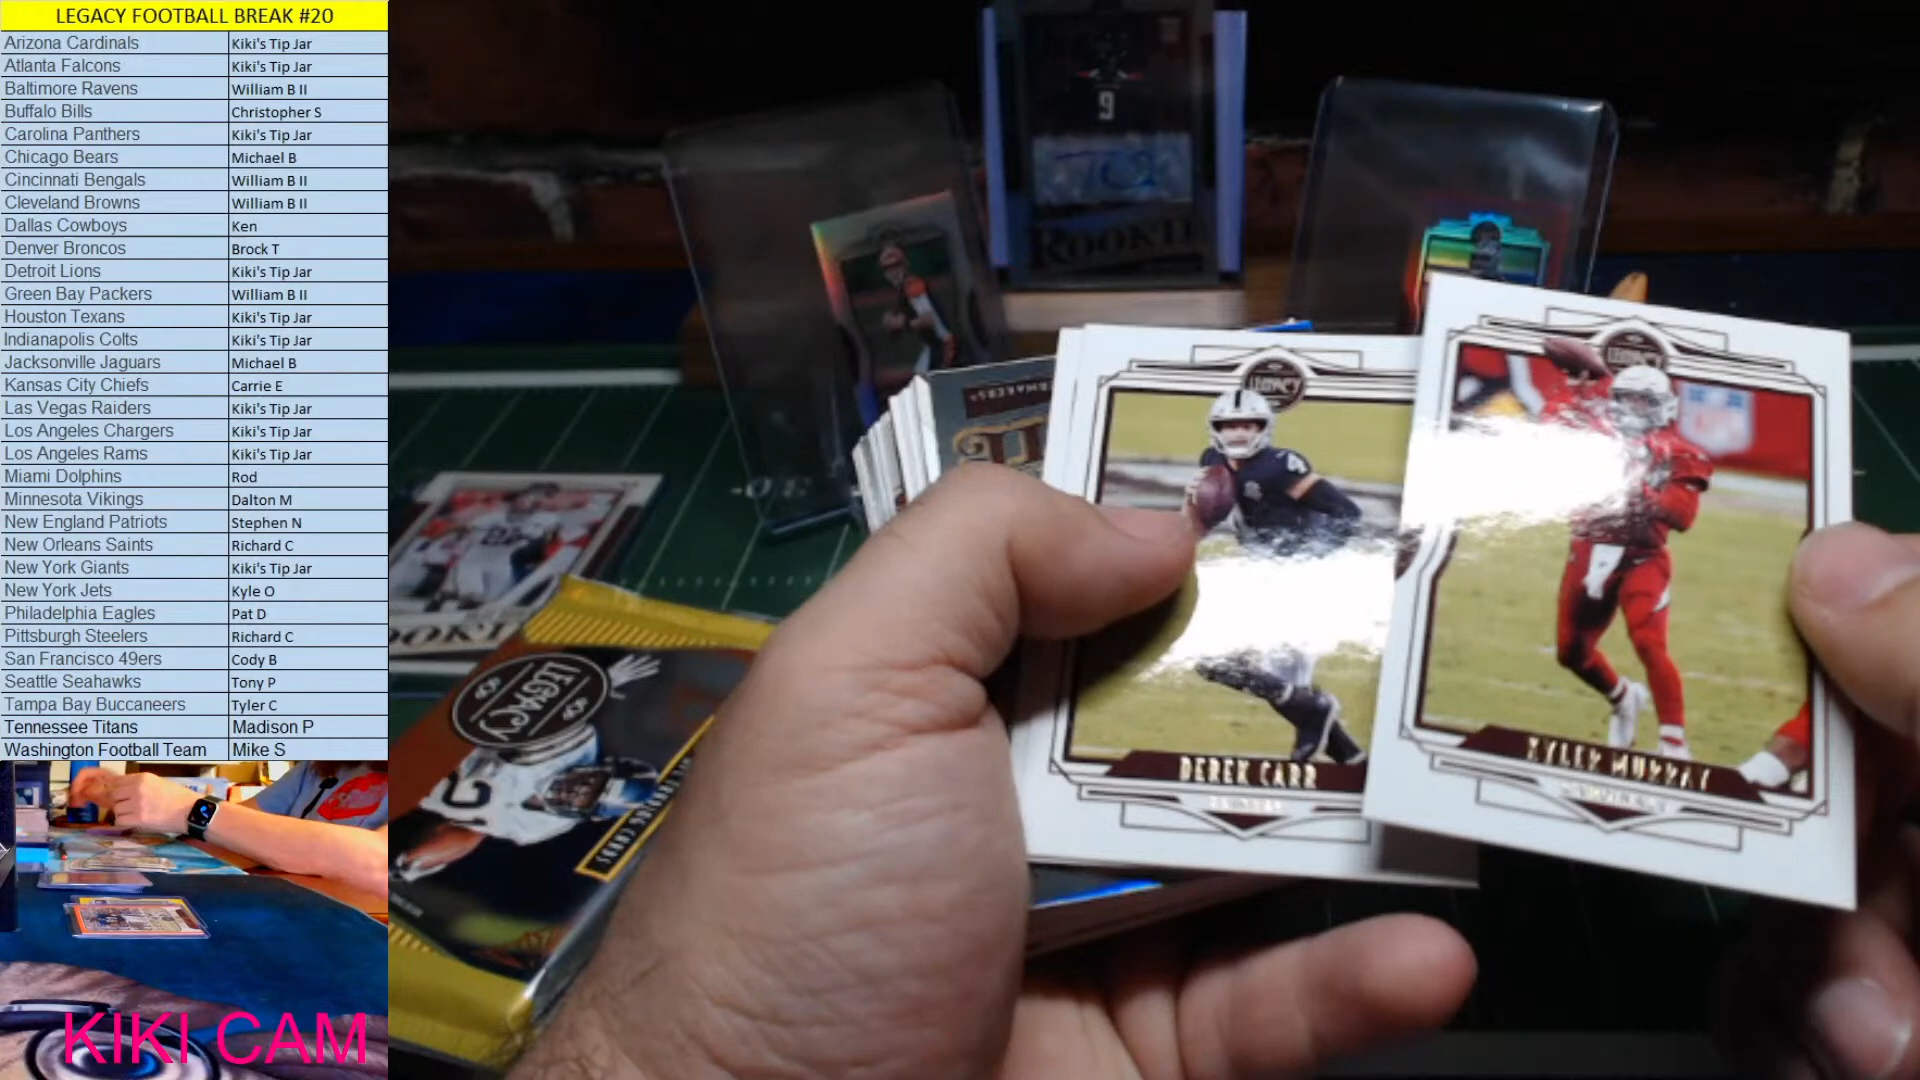 LEGACY FOOTBALL BREAK #20
Arizona Cardinals Kiki's Tip Jar
Atlanta Falcons Kiki's Tip Jar
Baltimore Ravens William B II
Buffalo Bills Christopher S
Carolina Panthers Kiki's Tip Jar
Chicago Bears Michael B
Cincinnati Bengals William B II
Cleveland Browns William B II
Dallas Cowboys Ken
Denver Broncos Brock T
Detroit Lions Kiki's Tip Jar
Green Bay Packers William B II
Houston Texans Kiki's Tip Jar
Indianapolis Colts Kiki's Tip Jar
Jacksonville Jaguars Michael B
Kansas City Chiefs Carrie E
Las Vegas Raiders Kiki's Tip Jar
Los Angeles Chargers Kiki's Tip Jar
Los Angeles Rams Kiki's Tip Jar
Miami Dolphins Rod
Minnesota Vikings Dalton M
New England Patriots Stephen N
New Orleans Saints Richard C
New York Giants Kiki's Tip Jar
New York Jets Kyle O
Philadelphia Eagles Pat D
Pittsburgh Steelers Richard C
San Francisco 49ers Cody B
Seattle Seahawks Tony P
Tampa Bay Buccaneers Tyler C
Tennessee Titans Madison P
Washington Football Team Mike S
KIKI CAM
9
ROOKIE
LEGACY
4
DEREK CARR
LEGACY
KYLER MURRAY
LEGACY